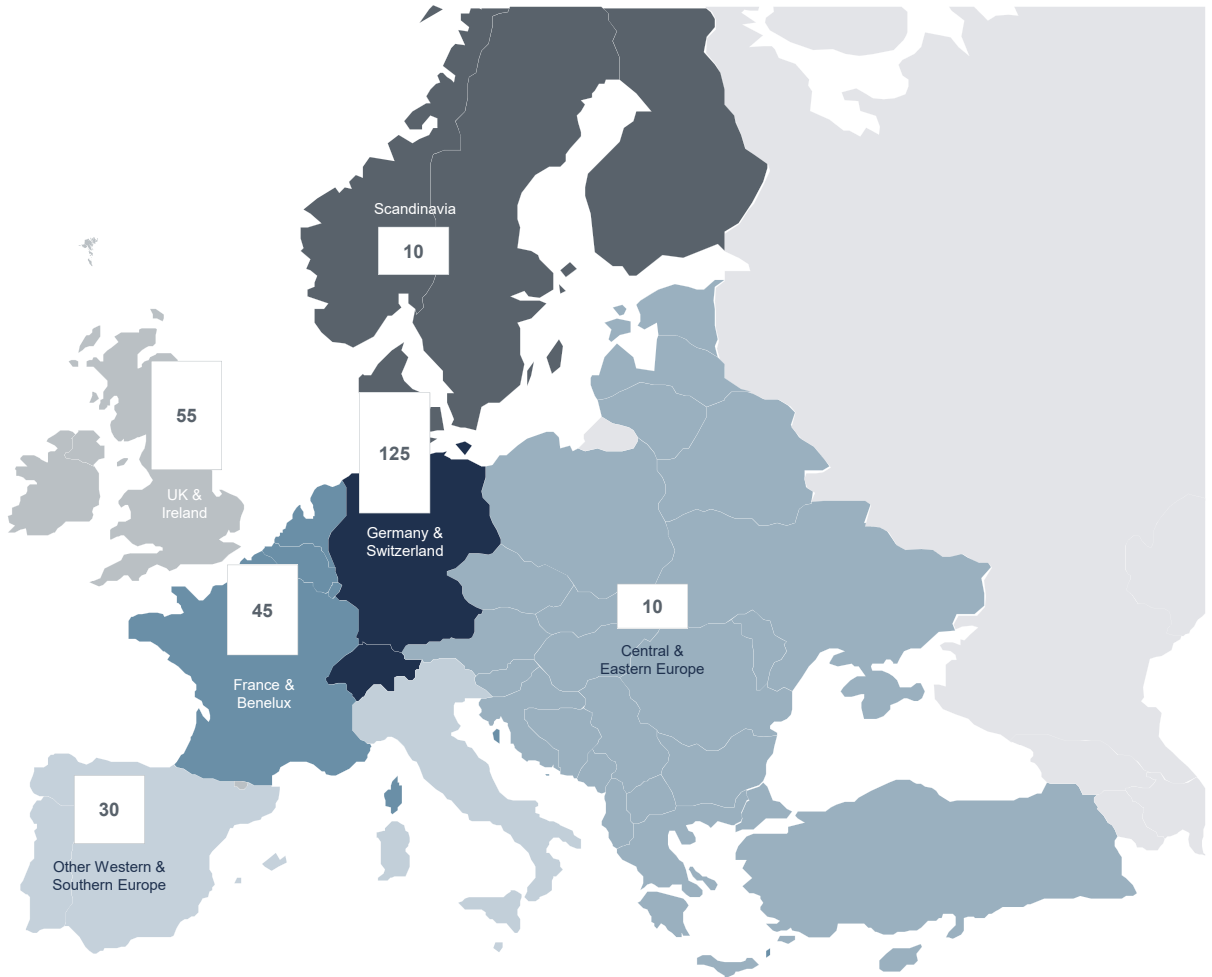 Scandinavia
10
55
UK &
Ireland
125
Germany &
Switzerland
45
France &
Benelux
10
Central &
Eastern Europe
30
Other Western &
Southern Europe